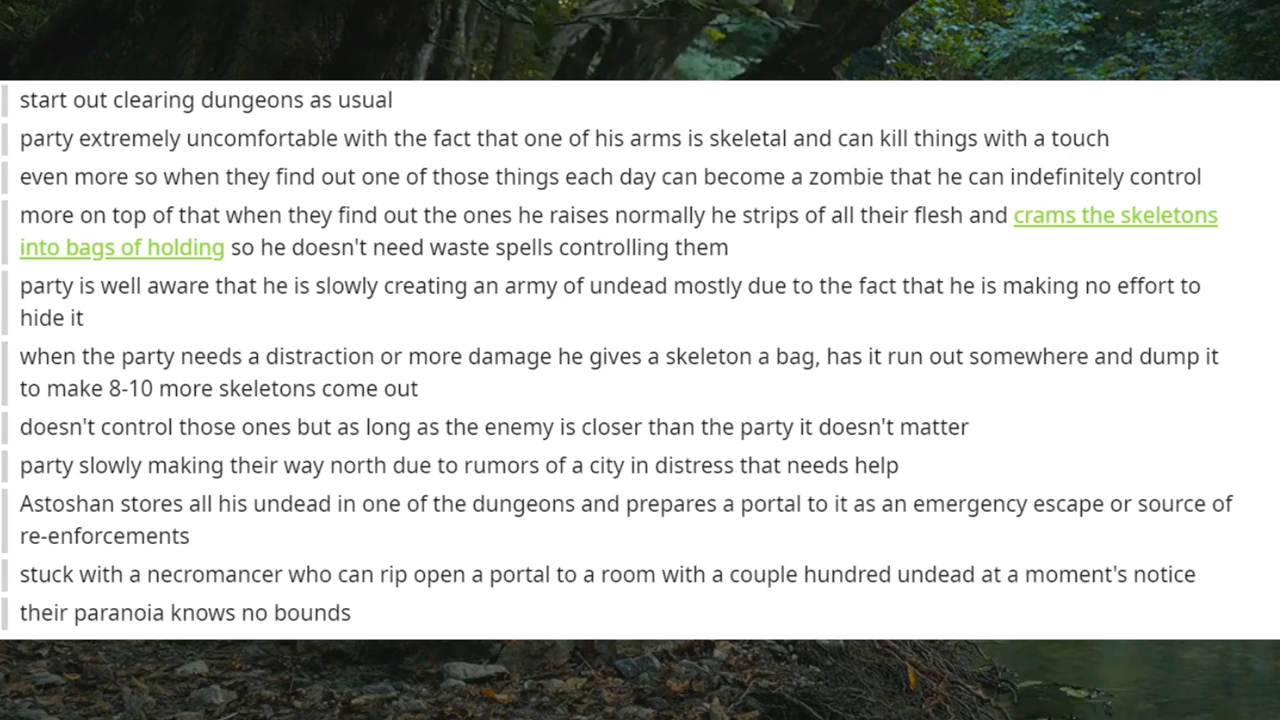 start out clearing dungeons as usual
party extremely uncomfortable with the fact that one of his arms is skeletal and can kill things with a touch
even more so when they find out one of those things each day can become a zombie that he can indefinitely control
more on top of that when they find out the ones he raises normally he strips of all their flesh and crams the skeletons
into bags of holding so he doesn't need waste spells controlling them
party is well aware that he is slowly creating an army of undead mostly due to the fact that he is making no effort to
hide it
when the party needs a distraction or more damage he gives a skeleton a bag, has it run out somewhere and dump it
to make 8-10 more skeletons come out
doesn't control those ones but as long as the enemy is closer than the party it doesn't matter
party slowly making their way north due to rumors of a city in distress that needs help
Astoshan stores all his undead in one of the dungeons and prepares a portal to it as an emergency escape or source of
re-enforcements
stuck with a necromancer who can rip open a portal to a room with a couple hundred undead at a moment's notice
their paranoia knows no bounds